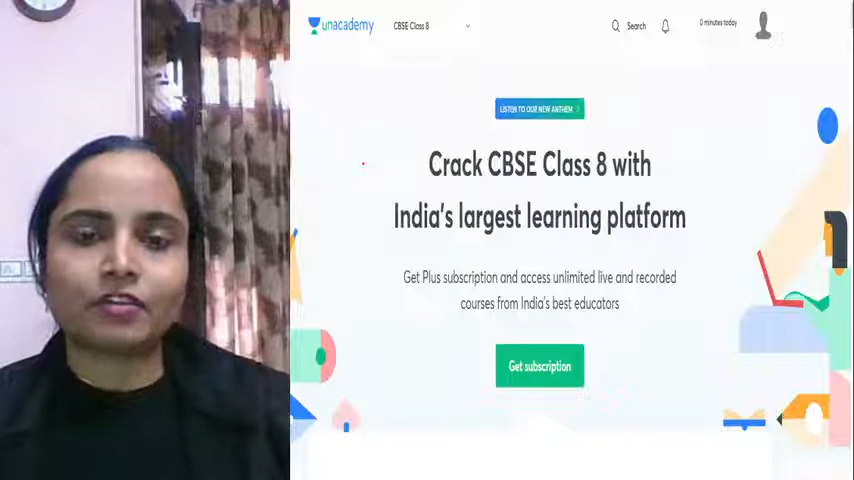 unacademy
CBSE Class 8
Search
0 minutes today
LISTEN TO OUR NEW ANTHEM
Crack CBSE Class 8 with
India's largest learning platform
Get Plus subscription and access unlimited live and recorded
courses from India's best educators
Get subscription